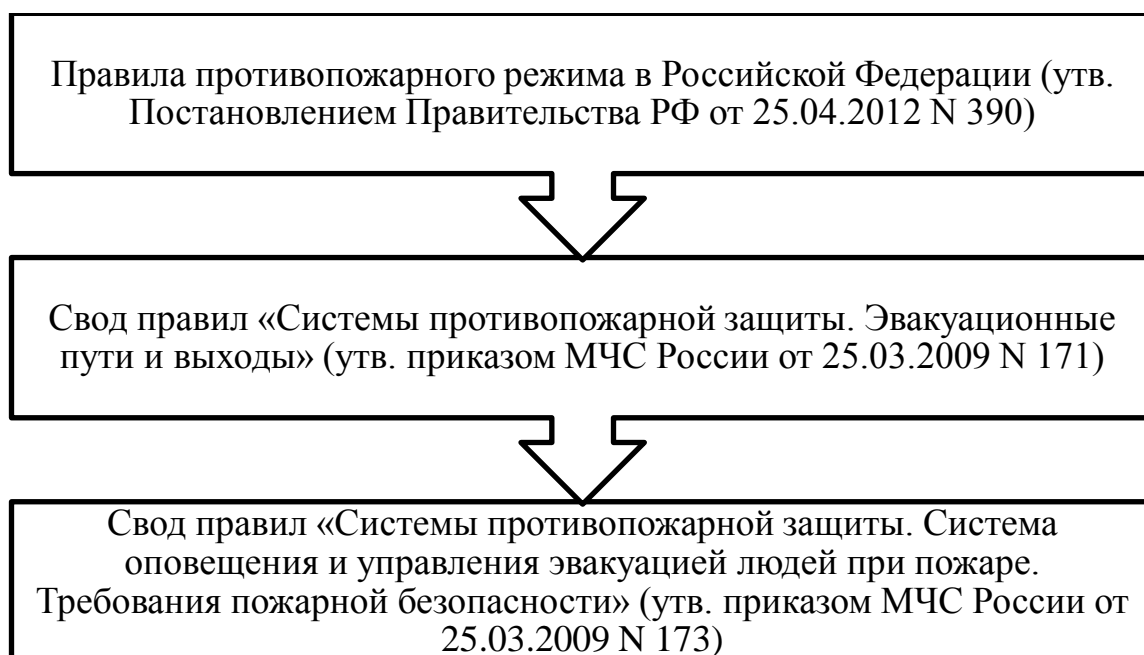 Правила противопожарного режима в Российской Федерации (утв.
Постановлением Правительства РФ от 25.04.2012 N 390)
Свод правил «Системы противопожарной защиты. Эвакуационные
пути и выходы» (утв. приказом МЧС России от 25.03.2009 N 171)
Свод правил «Системы противопожарной защиты. Система
оповещения и управления эвакуацией людей при пожаре.
Требования пожарной безопасности» (утв. приказом МЧС России от
25.03.2009 N 173)